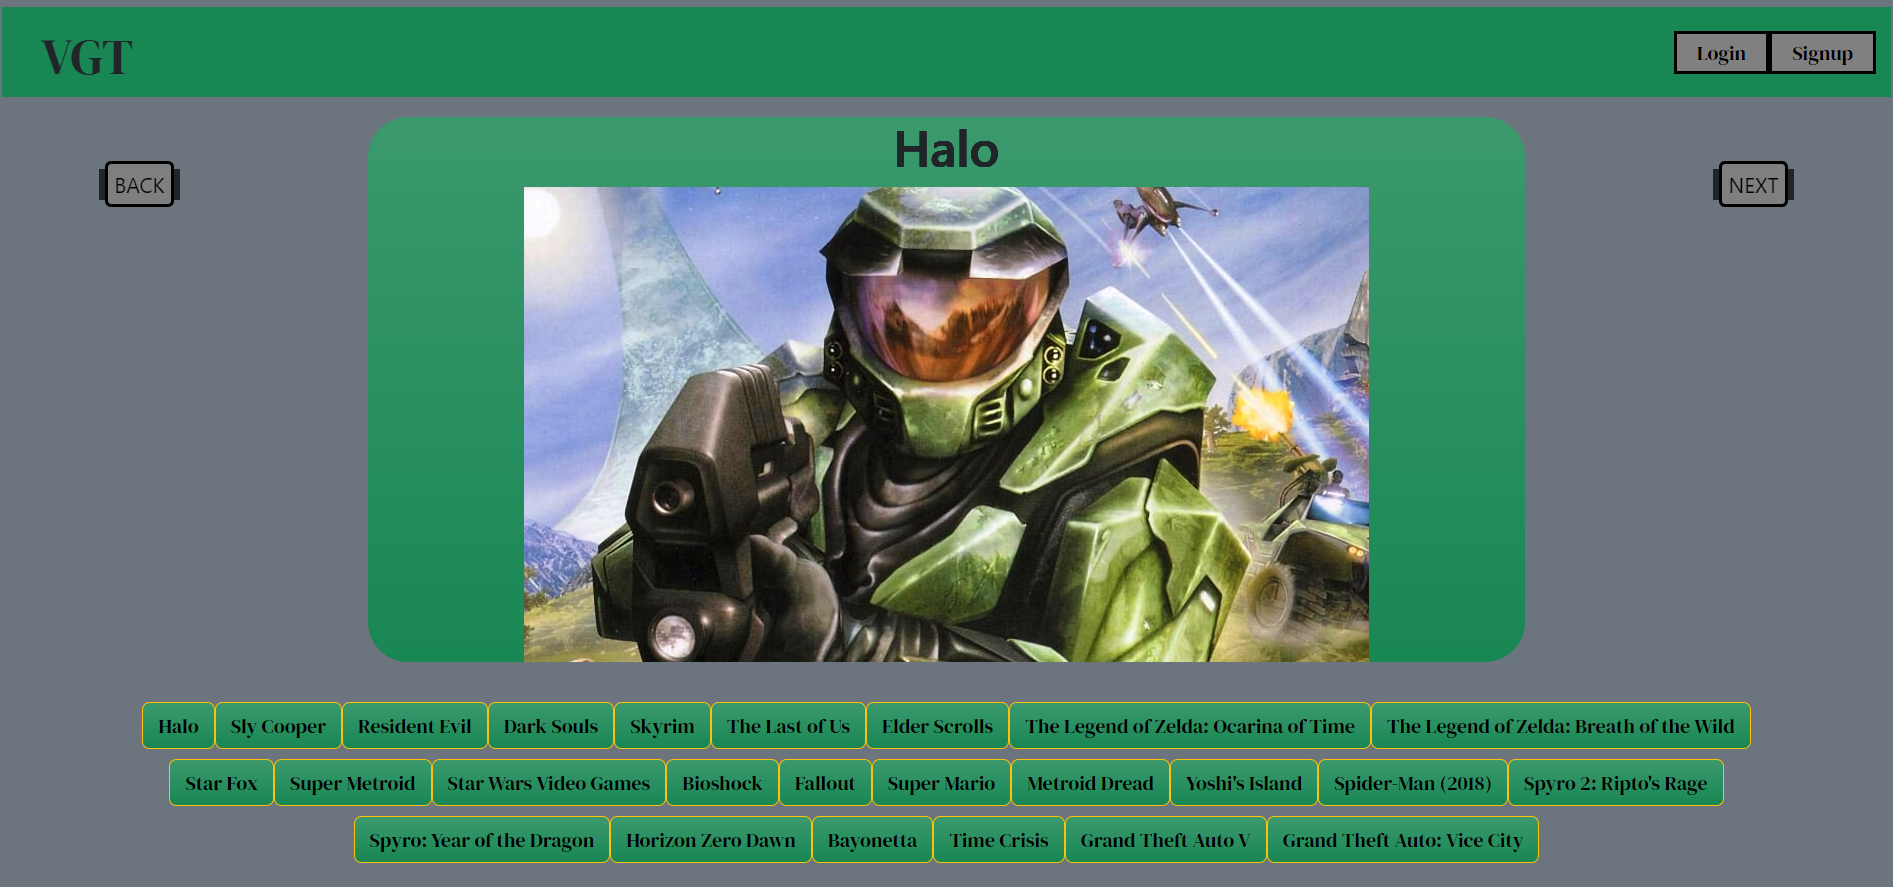 VGT
Login Signup
Halo
BACK
NEXT
Halo Sly Cooper Resident Evil Dark Souls Skyrim The Last of Us Elder Scrolls The Legend of Zelda: Ocarina of Time The Legend of Zelda: Breath of the Wild
Star Fox Super Metroid Star Wars Video Games Bioshock Fallout Super Mario Metroid Dread Yoshi's Island Spider-Man (2018) Spyro 2: Ripto's Rage
Spyro: Year of the Dragon Horizon Zero Dawn Bayonetta Time Crisis Grand Theft Auto V Grand Theft Auto: Vice City